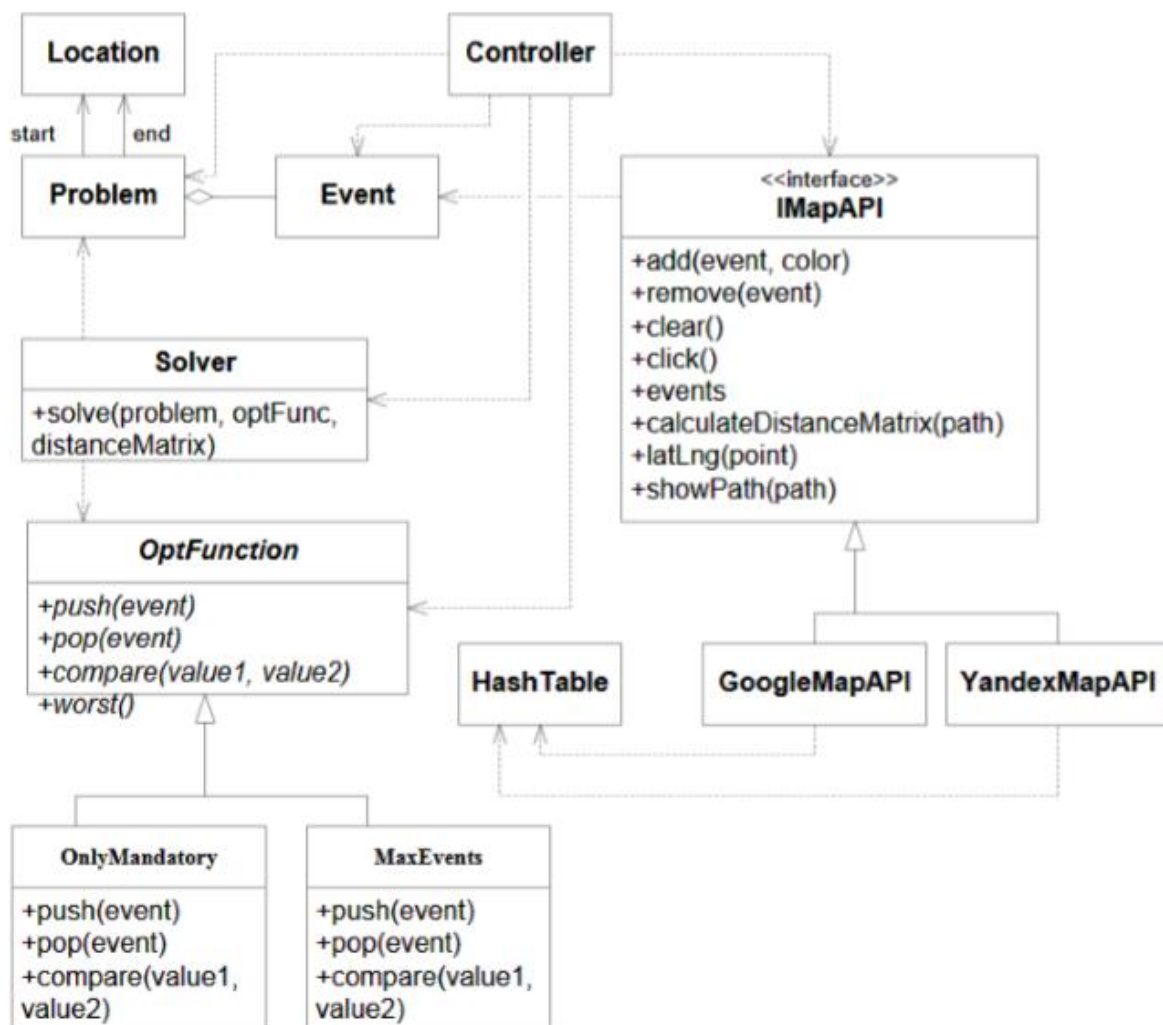 Location
Controller
start
end
Problem
Event
<<interface>>
IMapAPI
+add(event, color)
+remove(event)
+clear()
+click()
+events
+calculateDistanceMatrix(path)
+latLng(point)
+showPath(path)
Solver
+solve(problem, optFunc,
distanceMatrix)
OptFunction
+push(event)
+pop(event)
+compare(value1, value2)
+worst()
HashTable
GoogleMapAPI
YandexMapAPI
OnlyMandatory
+push(event)
+pop(event)
+compare(value1,
value2)
MaxEvents
+push(event)
+pop(event)
+compare(value1,
value2)